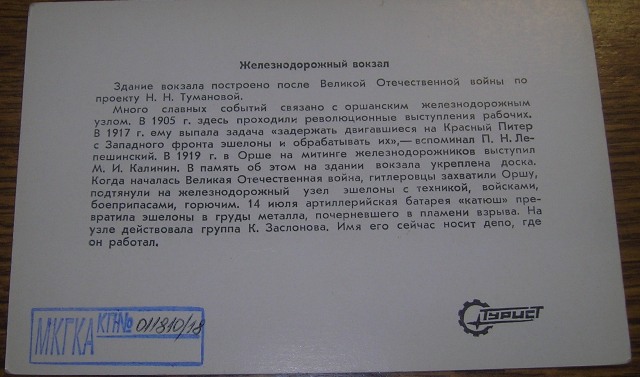 Железнодорожный вокзал
Здание вокзала построено после Великой Отечественной войны по
проекту Н. Н. Тумановой.
Много славных событий связано с оршанским железнодорожным
узлом. В 1905 г. здесь проходили революционные выступления рабочих.
В 1917 г. ему выпала задача «задержать двигавшиеся на Красный Питер
с Западного фронта эшелоны и обрабатывать их»,— вспоминал П. Н. Ле-
пешинский. В 1919 г. в Орше на митинге железнодорожников выступил
М. И. Калинин. В память об этом на здании вокзала укреплена доска.
Когда началась Великая Отечественная война, гитлеровцы захватили Оршу,
подтянули на железнодорожный узел эшелоны с техникой, войсками,
боеприпасами, горючим. 14 июля артиллерийская батарея «катюш» пре-
вратила эшелоны в груды металла, почерневшего в пламени взрыва. На
узле действовала группа К. Заслонова. Имя его сейчас носит депо, где
он работал.
МКГКА КПН№ 011810/18
ТУРИСТ